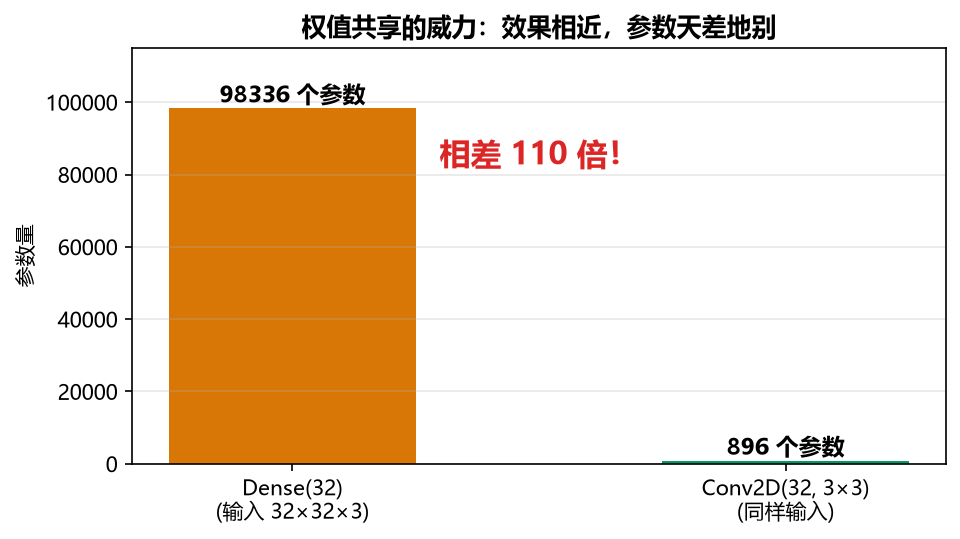 权值共享的威力：效果相近，参数天差地别
参数量
100000
80000
60000
40000
20000
0
98336 个参数
相差 110 倍!
896 个参数
Dense(32)
(输入 32×32×3)
Conv2D(32, 3×3)
(同样输入)